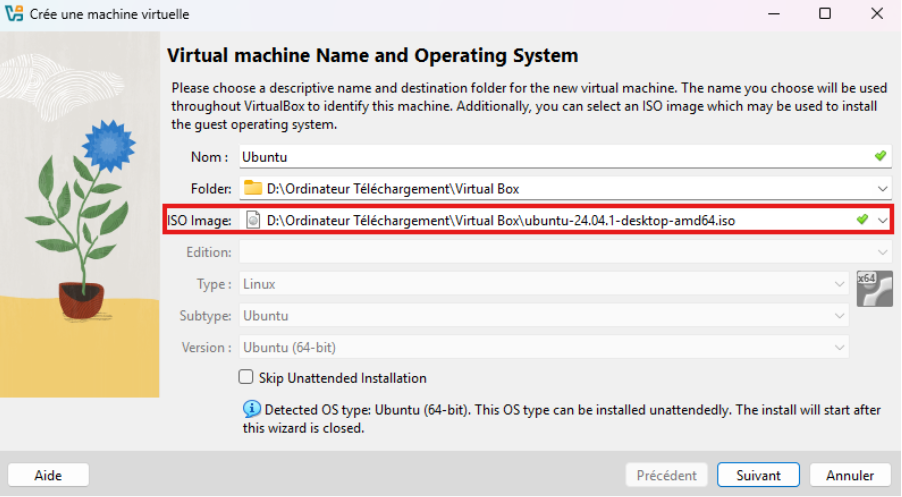 Crée une machine virtuelle
Virtual machine Name and Operating System
Please choose a descriptive name and destination folder for the new virtual machine. The name you choose will be used
throughout VirtualBox to identify this machine. Additionally, you can select an ISO image which may be used to install
the guest operating system.
Nom : Ubuntu
Folder: D:\Ordinateur Téléchargement\Virtual Box
ISO Image: D:\Ordinateur Téléchargement\Virtual Box\ubuntu-24.04.1-desktop-amd64.iso
Edition:
Type : Linux
x64
Subtype: Ubuntu
Version : Ubuntu (64-bit)
Skip Unattended Installation
Detected OS type: Ubuntu (64-bit). This OS type can be installed unattendedly. The install will start after
this wizard is closed.
Aide Précédent Suivant Annuler